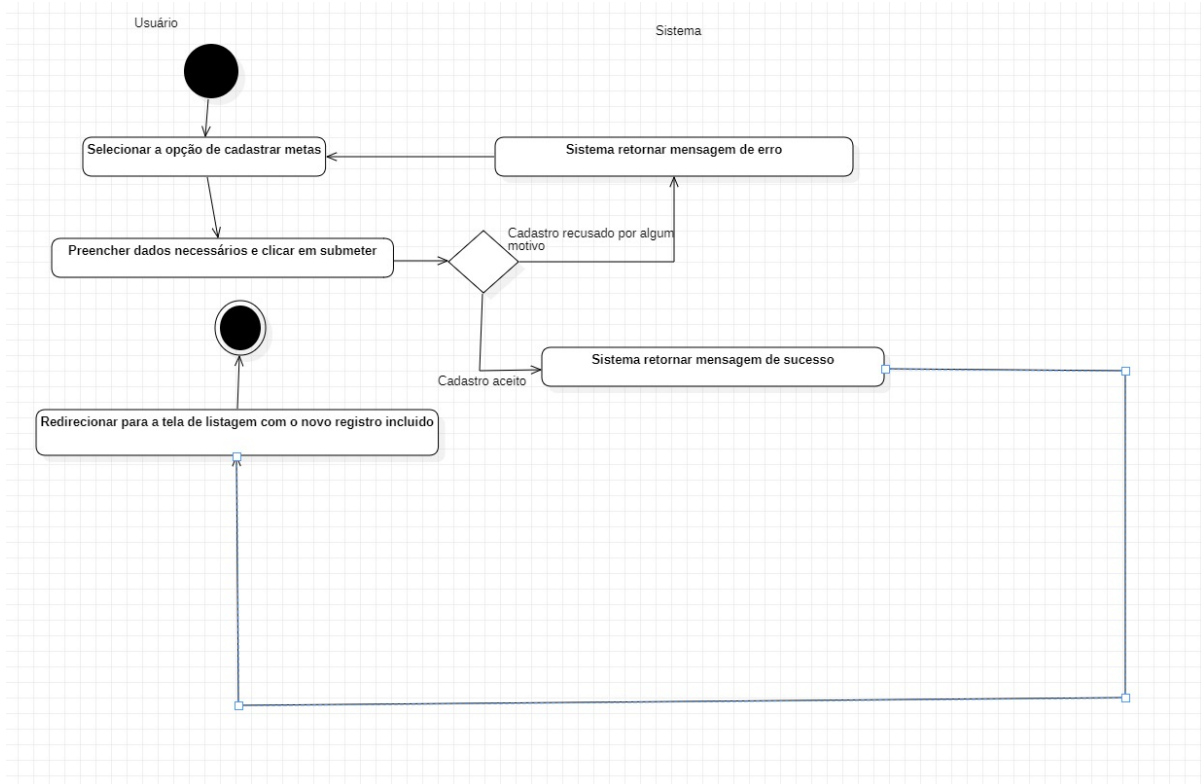 Usuário
Sistema
Selecionar a opção de cadastrar metas
Sistema retornar mensagem de erro
Preencher dados necessários e clicar em submeter
Cadastro recusado por algum
motivo
Sistema retornar mensagem de sucesso
Cadastro aceito
Redirecionar para a tela de listagem com o novo registro incluido